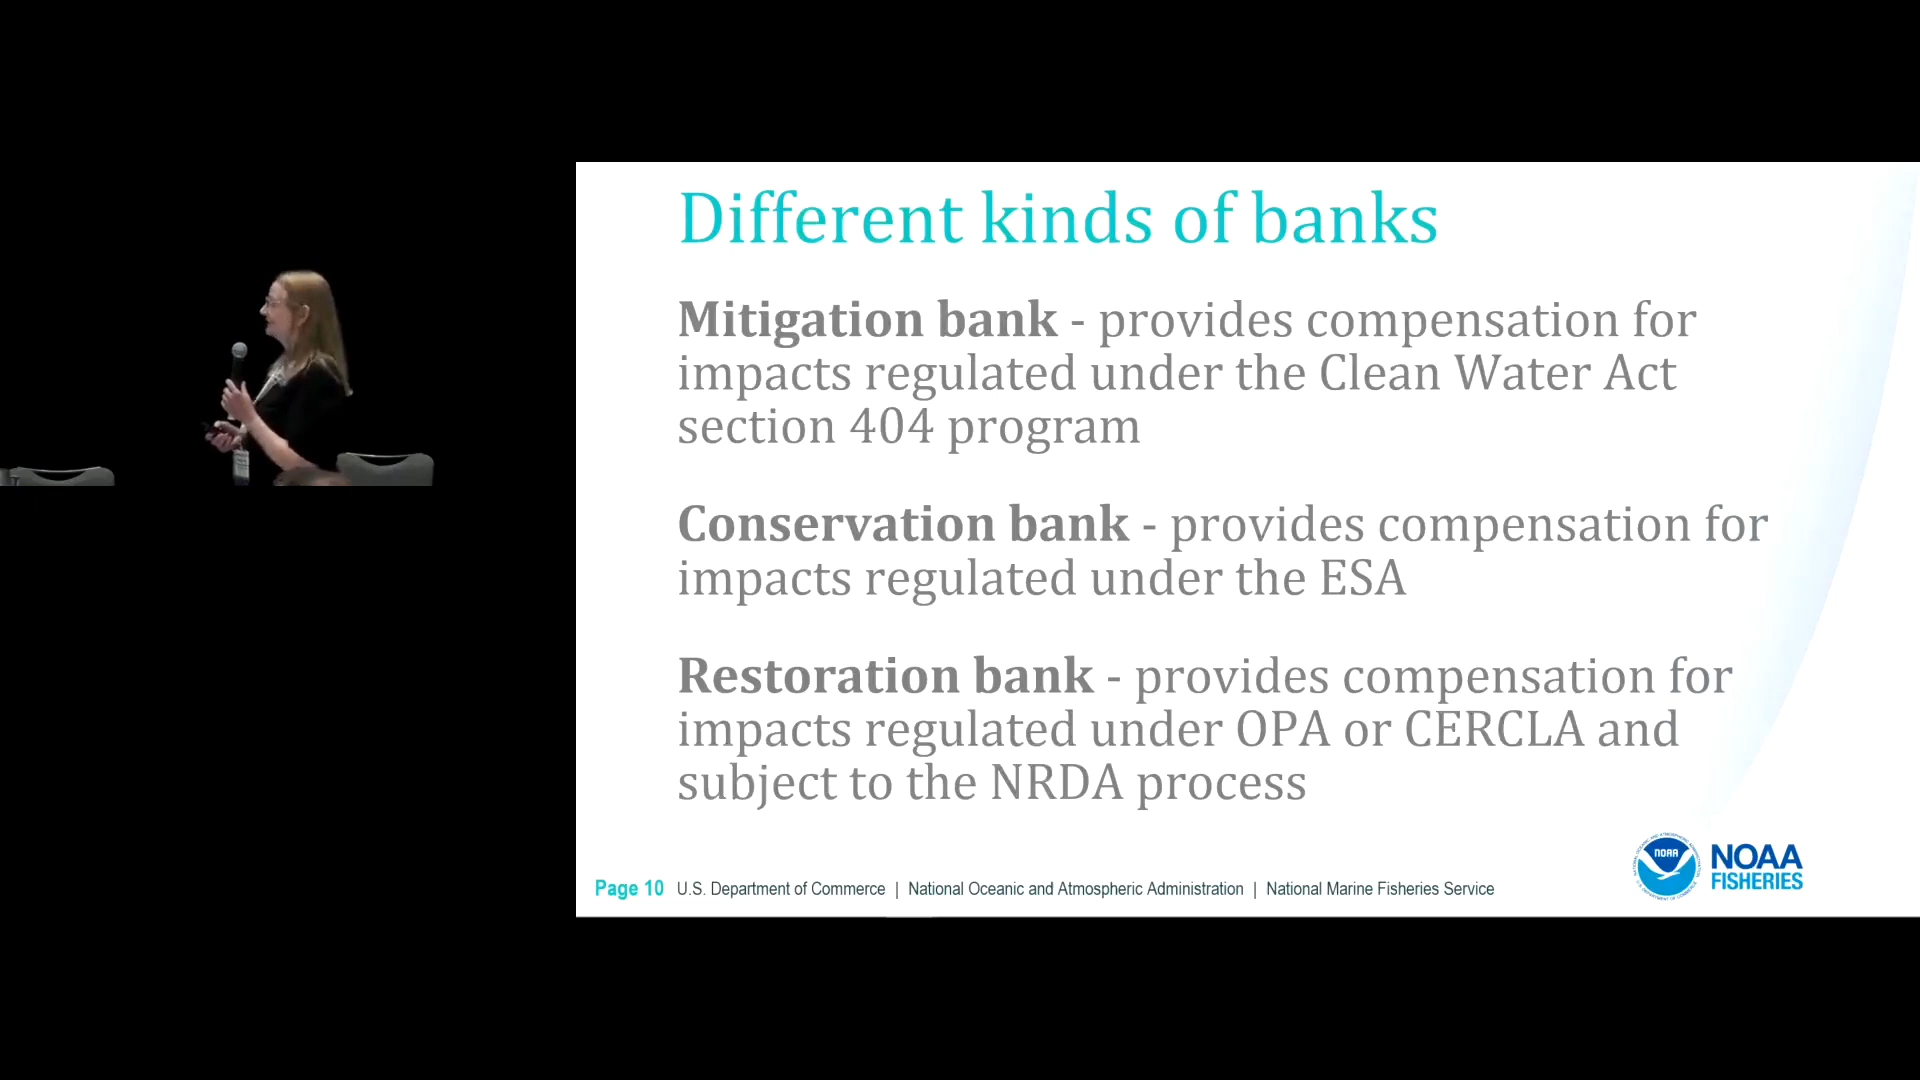 Different kinds of banks
Mitigation bank - provides compensation for
impacts regulated under the Clean Water Act
section 404 program
Conservation bank - provides compensation for
impacts regulated under the ESA
Restoration bank - provides compensation for
impacts regulated under OPA or CERCLA and
subject to the NRDA process
Page 10 U.S. Department of Commerce | National Oceanic and Atmospheric Administration | National Marine Fisheries Service
NOAA
NOAA
FISHERIES